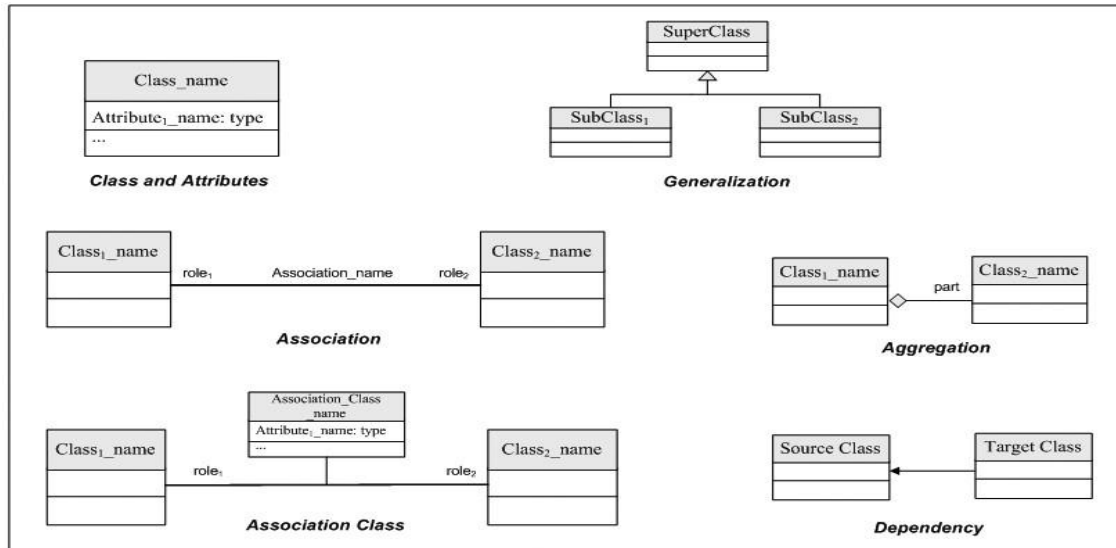 Class_name
Attribute₁_name: type
...
Class and Attributes
SuperClass
SubClass₁
SubClass₂
Generalization
Class₁_name
role₁
Association_name
role₂
Class₂_name
Association
Class₁_name
part
Class₂_name
Aggregation
Class₁_name
role₁
Association_Class
_name
Attribute₁_name: type
...
role₂
Class₂_name
Association Class
Source Class
Target Class
Dependency